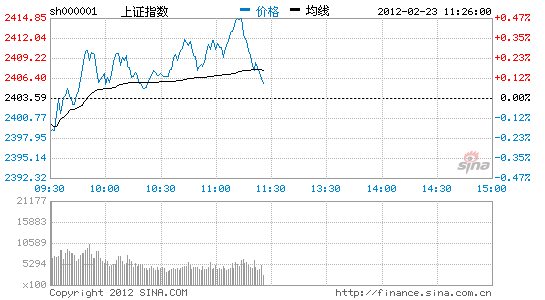 sh000001 上证指数 价格 均线 2012-02-23 11:26:00
2414.85 0.47%
2412.04 0.35%
2409.22 0.23%
2406.40 0.12%
2403.59 0.00%
2400.77 0.12%
2397.95 0.23%
2395.14 0.35%
2392.32 0.47%
sina
09:30 10:00 10:30 11:00 11:30 13:30 14:00 14:30 15:00
21177
15883
10589
5294
x100
Copyright 2012 SINA.COM http://finance.sina.com.cn